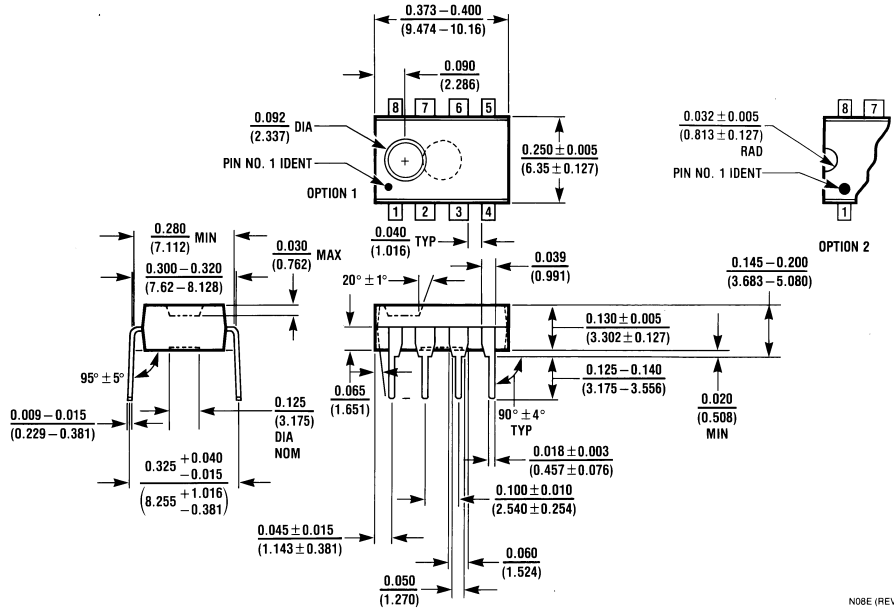 0.373 – 0.400
(9.474 – 10.16)
0.090
(2.286)
8 7 6 5
0.092
(2.337) DIA
PIN NO. 1 IDENT
OPTION 1
0.250 ± 0.005
(6.35 ± 0.127)
1 2 3 4
0.032 ± 0.005
(0.813 ± 0.127)
RAD
PIN NO. 1 IDENT
8 7
1
OPTION 2
0.280
(7.112) MIN
0.300 – 0.320
(7.62 – 8.128)
0.030
(0.762) MAX
0.040
(1.016) TYP
20° ± 1°
0.039
(0.991)
0.145 – 0.200
(3.683 – 5.080)
0.130 ± 0.005
(3.302 ± 0.127)
0.125 – 0.140
(3.175 – 3.556)
0.020
(0.508)
MIN
95° ± 5°
0.009 – 0.015
(0.229 – 0.381)
0.125
(3.175)
DIA
NOM
0.065
(1.651)
90° ± 4°
TYP
0.018 ± 0.003
(0.457 ± 0.076)
0.325 +0.040
–0.015
(8.255 +1.016
–0.381)
0.100 ± 0.010
(2.540 ± 0.254)
0.045 ± 0.015
(1.143 ± 0.381)
0.060
(1.524)
0.050
(1.270)
N08E (REV